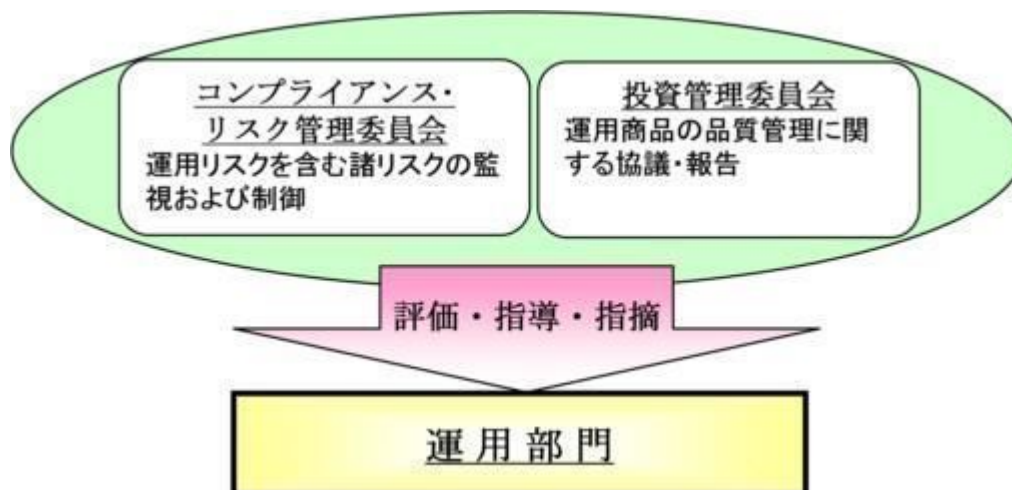 コンプライアンス・
リスク管理委員会
運用リスクを含む諸リスクの監
視および制御
投資管理委員会
運用商品の品質管理に関
する協議・報告
評価・指導・指摘
運用部門